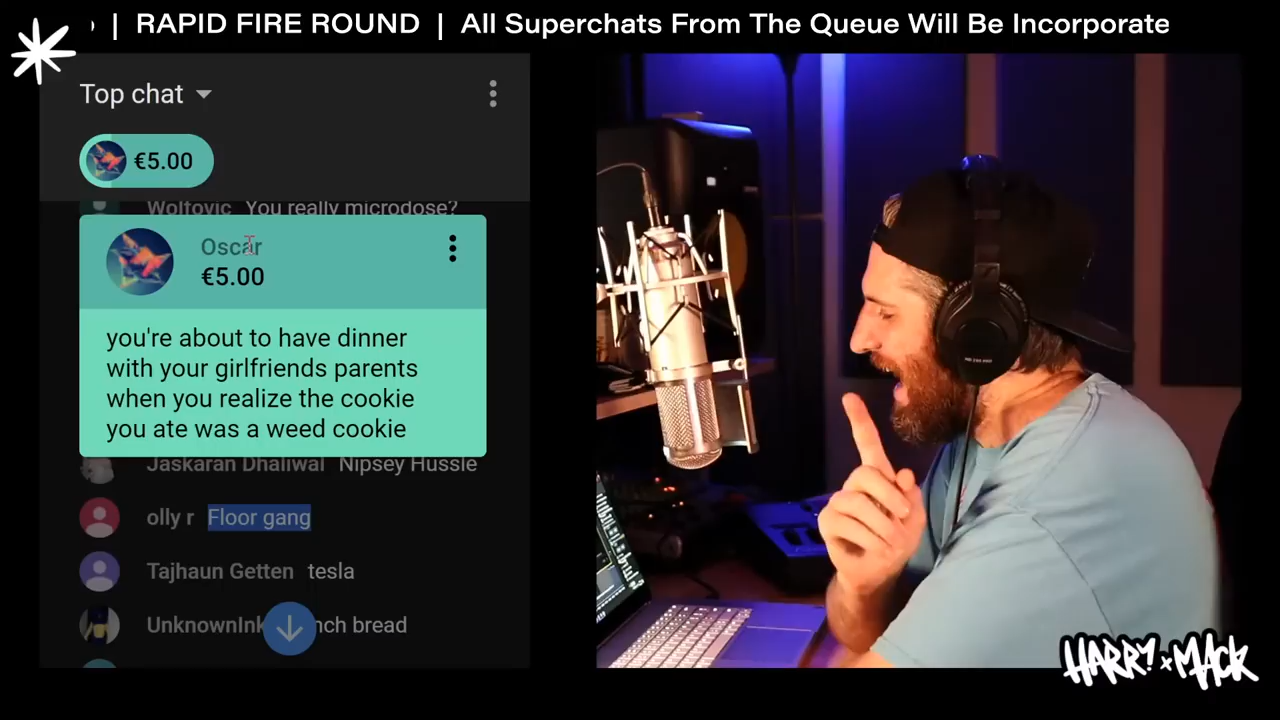 | RAPID FIRE ROUND | All Superchats From The Queue Will Be Incorporate
Top chat
€5.00
Wolfovic You really microdose?
Oscar
€5.00
you're about to have dinner
with your girlfriends parents
when you realize the cookie
you ate was a weed cookie
Jaskaran Dhaliwal Nipsey Hussle
olly r Floor gang
Tajhaun Getten tesla
UnknownInk nch bread
HARRY x MACK